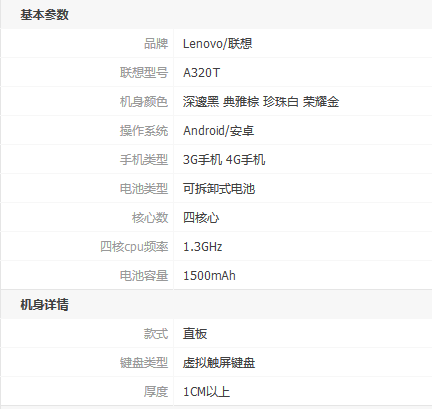 基本参数
品牌 Lenovo/联想
联想型号 A320T
机身颜色 深邃黑 典雅棕 珍珠白 荣耀金
操作系统 Android/安卓
手机类型 3G手机 4G手机
电池类型 可拆卸式电池
核心数 四核心
四核cpu频率 1.3GHz
电池容量 1500mAh
机身详情
款式 直板
键盘类型 虚拟触屏键盘
厚度 1CM以上